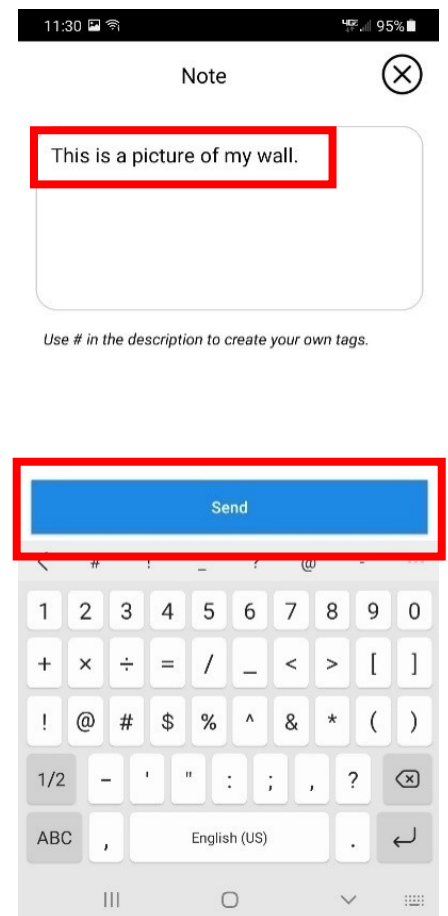 11:30 95%
Note
This is a picture of my wall.
Use # in the description to create your own tags.
Send
# ! _ ? @ - ...
1 2 3 4 5 6 7 8 9 0
+ × ÷ = / _ < > [ ]
! @ # $ % ^ & * ( )
1/2 - ' " : ; , ?
ABC , English (US) .